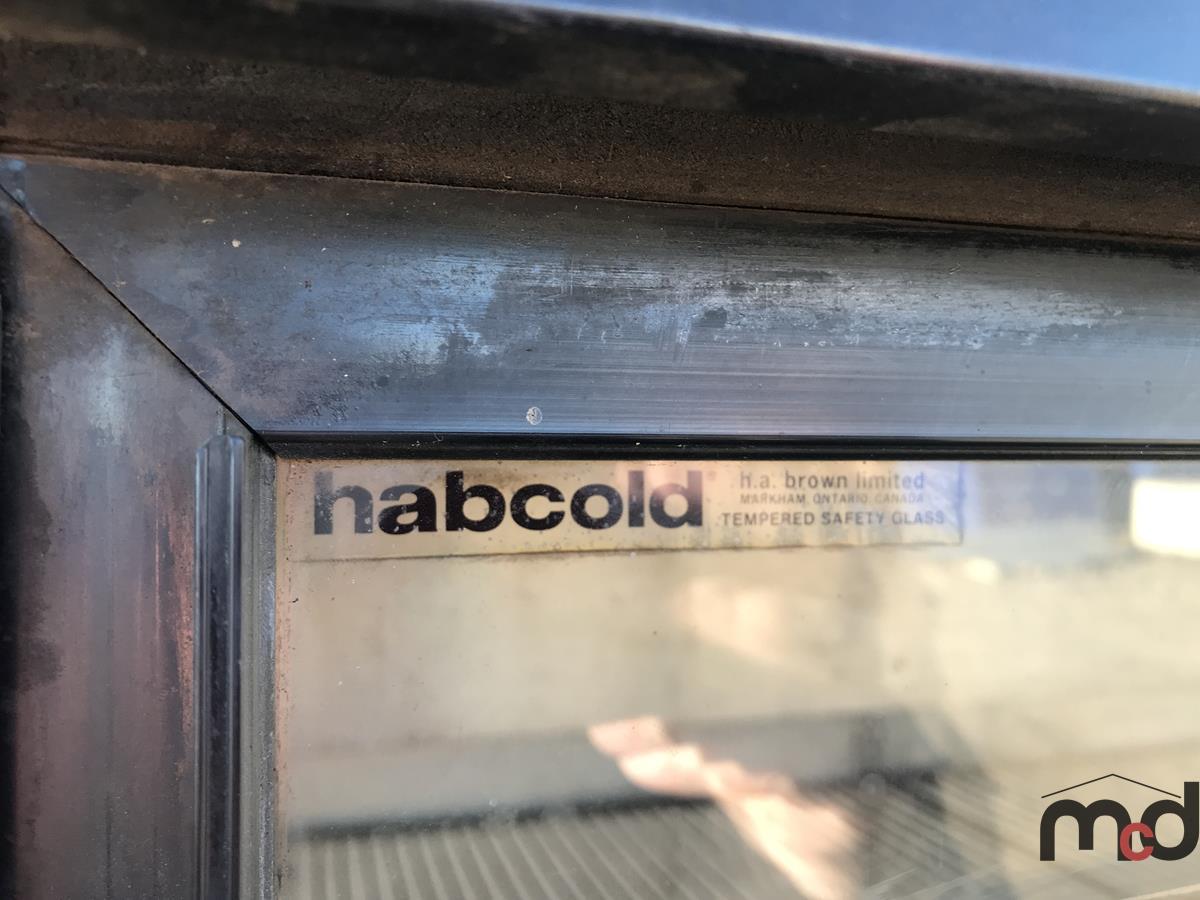 habcold
h.a. brown limited
MARKHAM, ONTARIO, CANADA
TEMPERED SAFETY GLASS
mcd